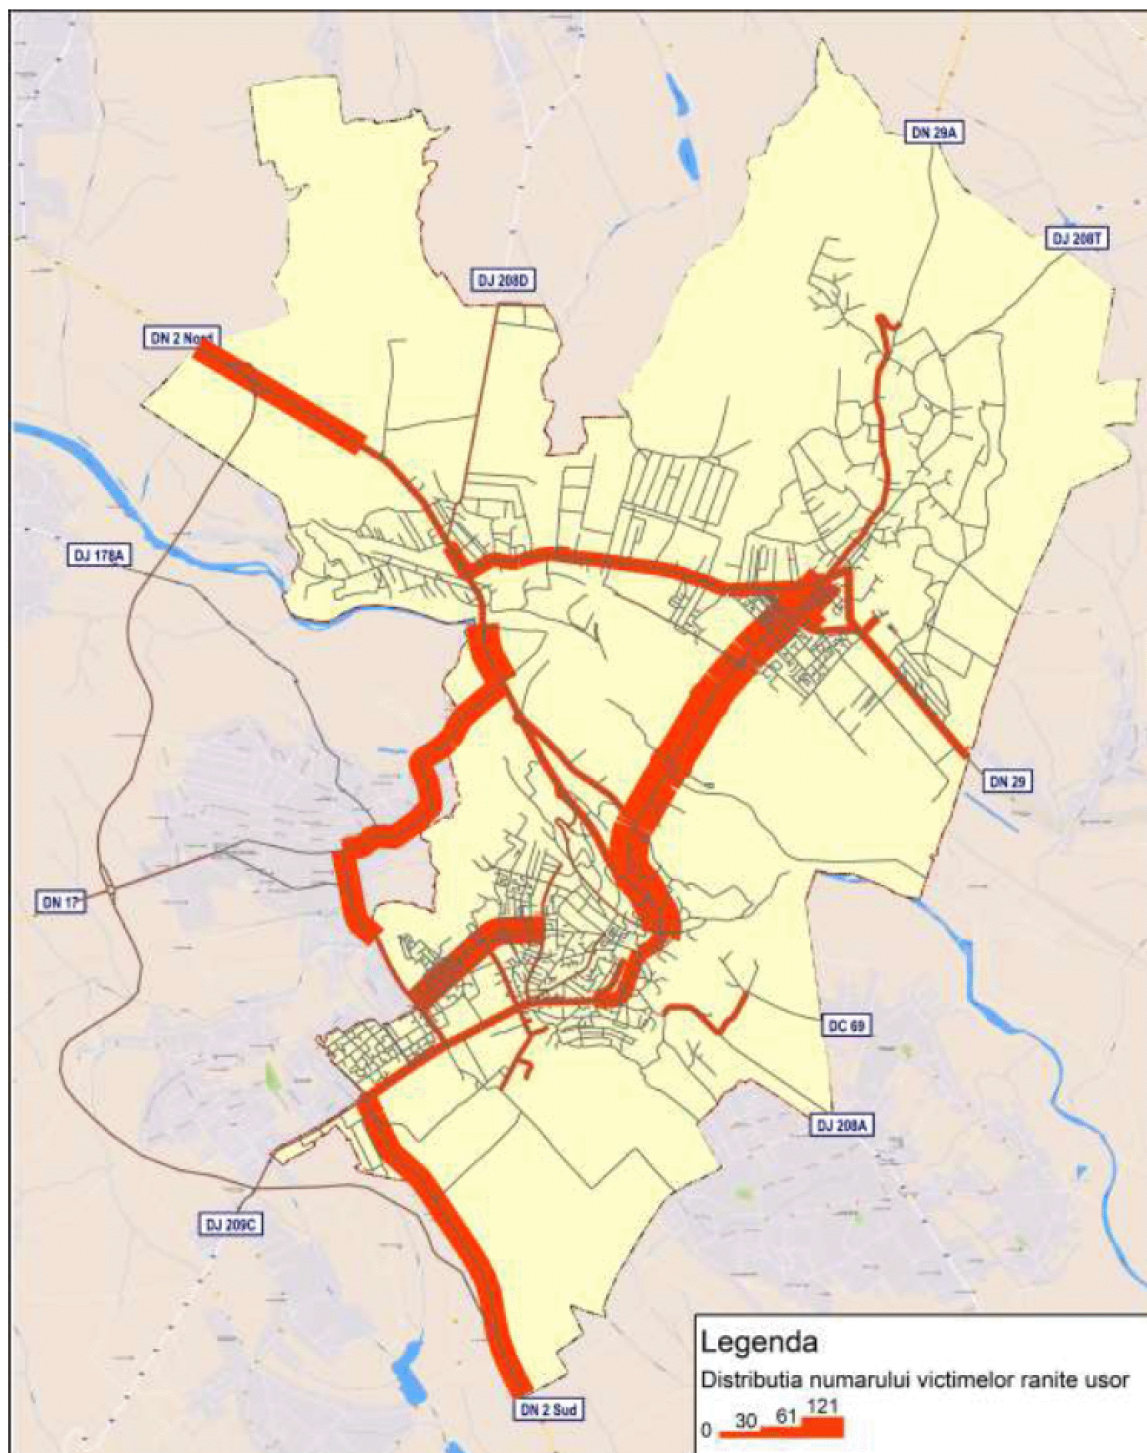 DN 29A
DJ 208T
DJ 208D
DN 2 Nord
DJ 178A
DN 29
DN 17
DC 69
DJ 208A
DJ 209C
DN 2 Sud
Legenda
Distributia numarului victimelor ranite usor
0 30 61 121